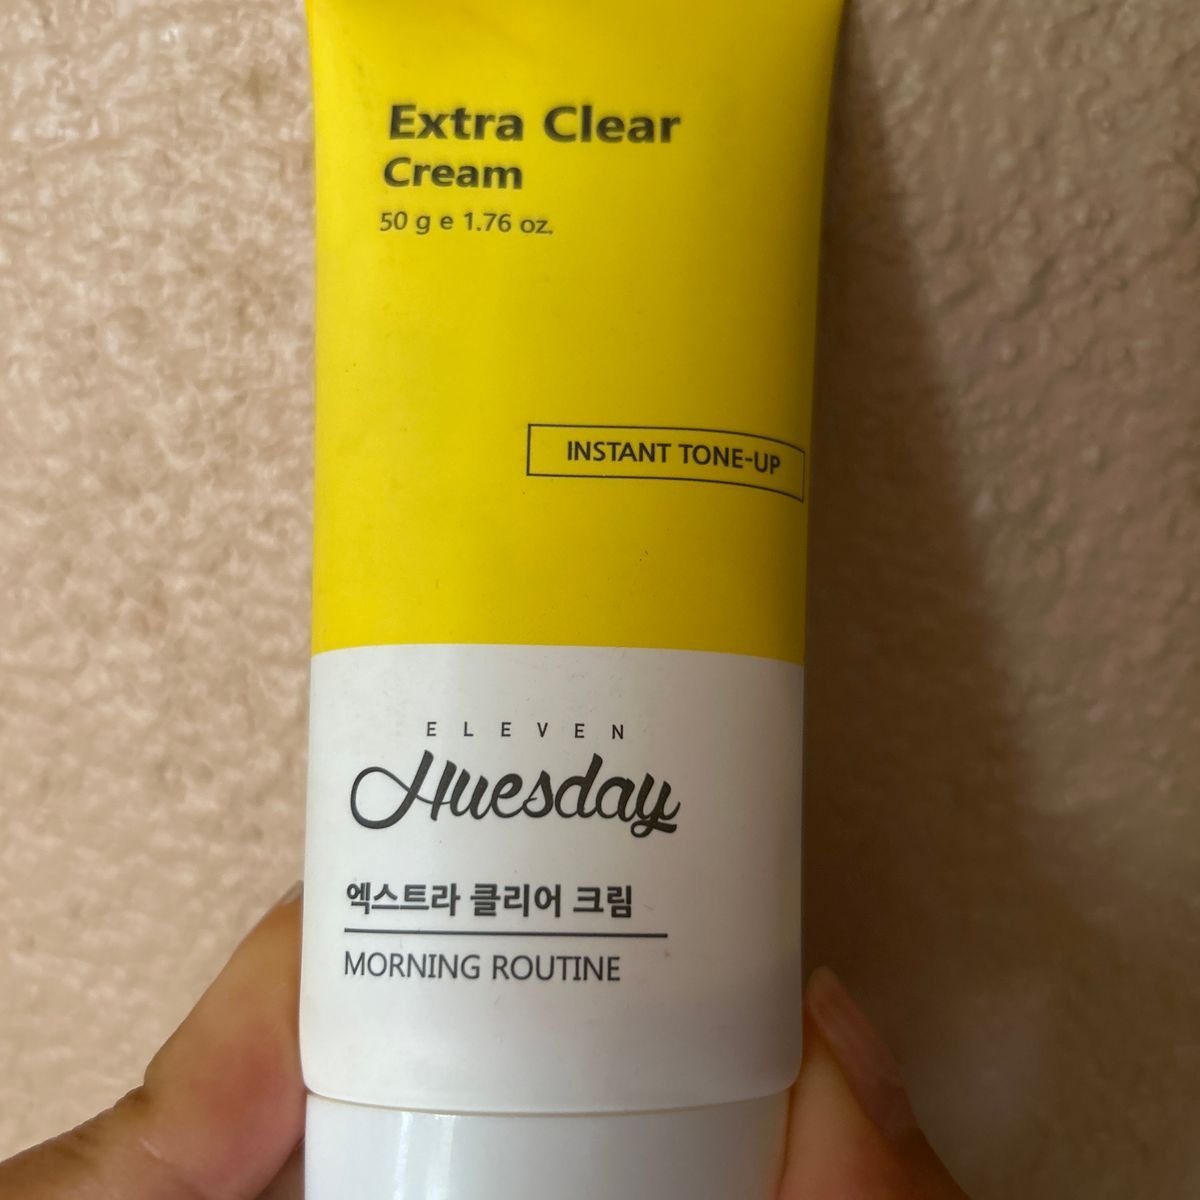 Extra Clear
Cream
50 g e 1.76 oz.
INSTANT TONE-UP
ELEVEN
Huesday
엑스트라 클리어 크림
MORNING ROUTINE